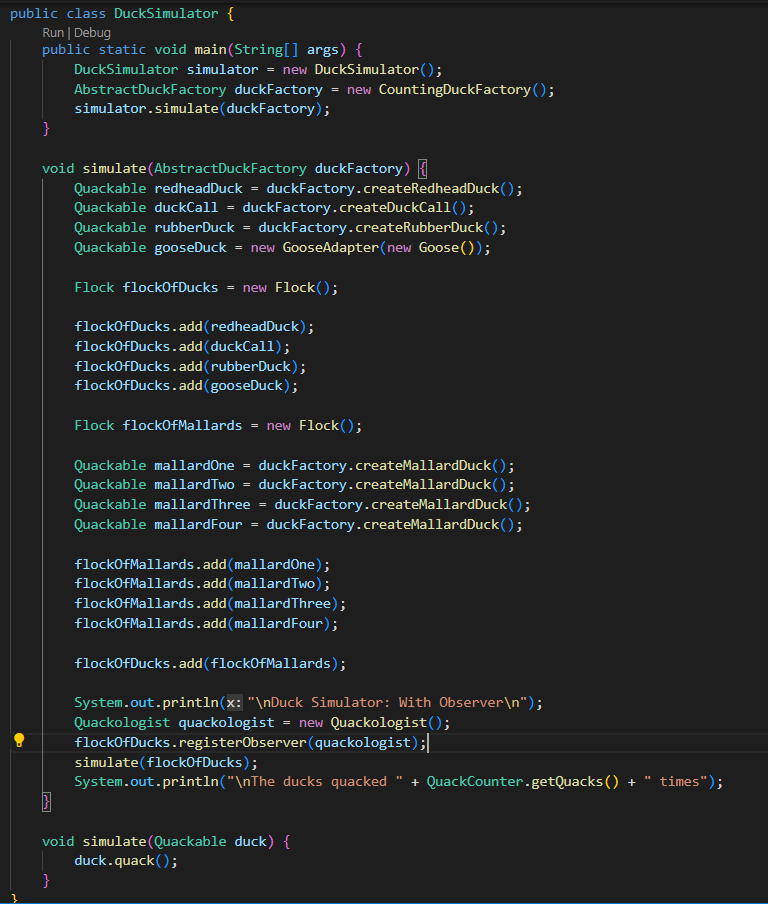 public class DuckSimulator {
Run | Debug
public static void main(String[] args) {
DuckSimulator simulator = new DuckSimulator();
AbstractDuckFactory duckFactory = new CountingDuckFactory();
simulator.simulate(duckFactory);
}
void simulate(AbstractDuckFactory duckFactory) {
Quackable redheadDuck = duckFactory.createRedheadDuck();
Quackable duckCall = duckFactory.createDuckCall();
Quackable rubberDuck = duckFactory.createRubberDuck();
Quackable gooseDuck = new GooseAdapter(new Goose());
Flock flockOfDucks = new Flock();
flockOfDucks.add(redheadDuck);
flockOfDucks.add(duckCall);
flockOfDucks.add(rubberDuck);
flockOfDucks.add(gooseDuck);
Flock flockOfMallards = new Flock();
Quackable mallardOne = duckFactory.createMallardDuck();
Quackable mallardTwo = duckFactory.createMallardDuck();
Quackable mallardThree = duckFactory.createMallardDuck();
Quackable mallardFour = duckFactory.createMallardDuck();
flockOfMallards.add(mallardOne);
flockOfMallards.add(mallardTwo);
flockOfMallards.add(mallardThree);
flockOfMallards.add(mallardFour);
flockOfDucks.add(flockOfMallards);
System.out.println(x: "\nDuck Simulator: With Observer\n");
Quackologist quackologist = new Quackologist();
flockOfDucks.registerObserver(quackologist);
simulate(flockOfDucks);
System.out.println("\nThe ducks quacked " + QuackCounter.getQuacks() + " times");
}
void simulate(Quackable duck) {
duck.quack();
}
}